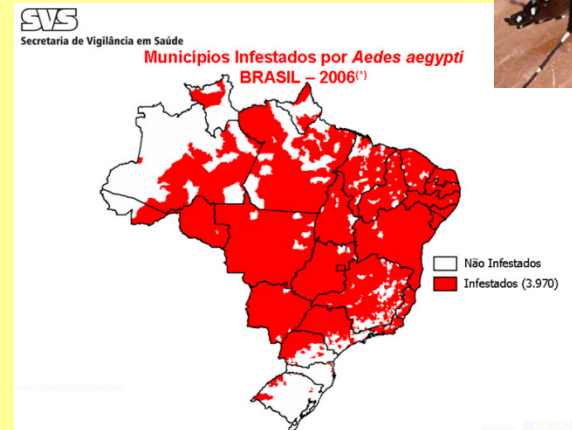 SVS
Secretaria de Vigilância em Saúde
Municípios Infestados por Aedes aegypti
BRASIL – 2006(*)
Não Infestados
Infestados (3.970)